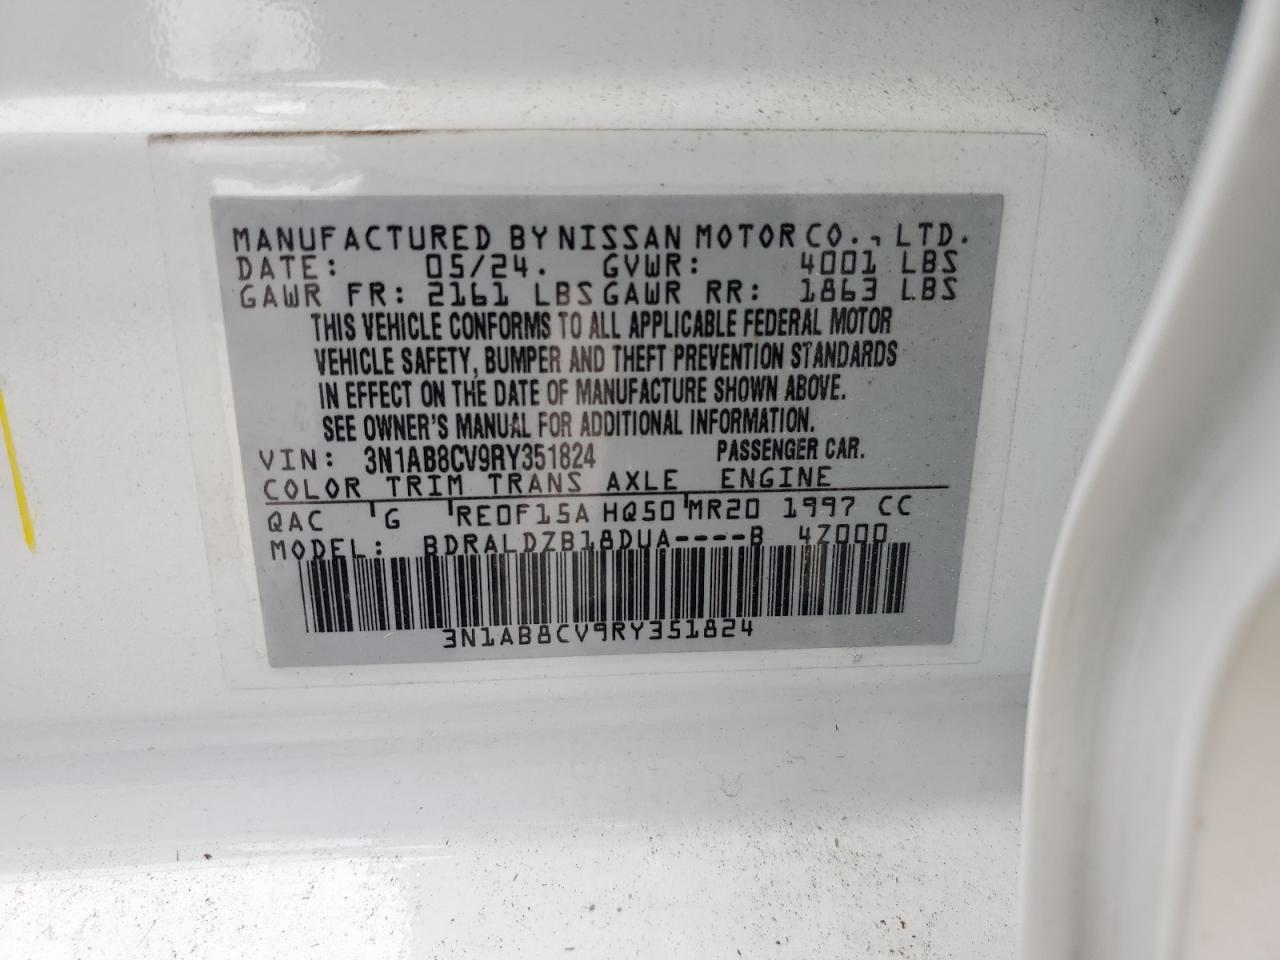 MANUFACTURED BY NISSAN MOTOR CO., LTD.
DATE: 05/24. GVWR: 4001 LBS
GAWR FR: 2161 LBS GAWR RR: 1863 LBS
THIS VEHICLE CONFORMS TO ALL APPLICABLE FEDERAL MOTOR
VEHICLE SAFETY, BUMPER AND THEFT PREVENTION STANDARDS
IN EFFECT ON THE DATE OF MANUFACTURE SHOWN ABOVE.
SEE OWNER'S MANUAL FOR ADDITIONAL INFORMATION.
VIN: 3N1AB8CV9RY351824 PASSENGER CAR.
COLOR TRIM TRANS AXLE ENGINE
QAC G RE0F15A HQ50 MR20 1997 CC
MODEL: BDRALDZB18DUA----B 4Z000
3N1AB8CV9RY351824